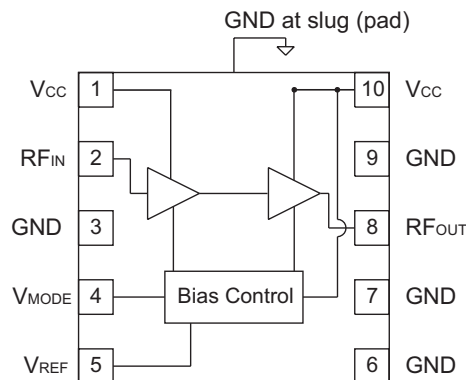 GND at slug (pad)
VCC 1
10 VCC
RFIN 2
9 GND
GND 3
8 RFOUT
VMODE 4
Bias Control
7 GND
VREF 5
6 GND